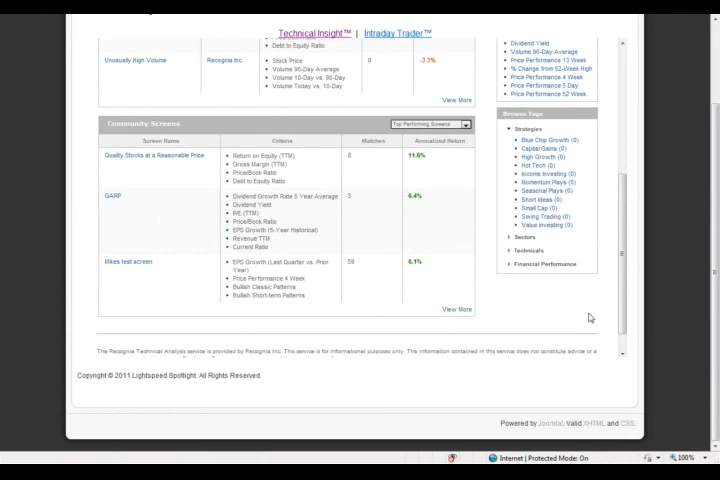 Technical Insight™ | Intraday Trader™
Debt to Equity Ratio
Unusually High Volume
Recognia Inc.
Stock Price
Volume 90-Day Average
Volume 10-Day vs. 90-Day
Volume Today vs. 10-Day
0
-3.3%
View More
Community Screens
Top Performing Screens
Screen Name
Criteria
Matches
Annualized Return
Quality Stocks at a Reasonable Price
Return on Equity (TTM)
Gross Margin (TTM)
Price/Book Ratio
Debt to Equity Ratio
8
11.6%
GARP
Dividend Growth Rate 5 Year Average
Dividend Yield
P/E (TTM)
Price/Book Ratio
EPS Growth (5-Year Historical)
Revenue TTM
Current Ratio
3
6.4%
Mikes test screen
EPS Growth (Last Quarter vs. Prior
Year)
Price Performance 4 Week
Bullish Classic Patterns
Bullish Short-term Patterns
59
6.1%
View More
Dividend Yield
Volume 90-Day Average
Price Performance 13 Week
% Change from 52-Week High
Price Performance 4 Week
Price Performance 5 Day
Price Performance 52 Week
Browse Tags
Strategies
Blue Chip Growth (0)
Capital Gains (0)
High Growth (0)
Hot Tech (0)
Income Investing (0)
Momentum Plays (0)
Seasonal Plays (0)
Short Ideas (0)
Small Cap (0)
Swing Trading (0)
Value Investing (0)
Sectors
Technicals
Financial Performance
The Recognia Technical Analysis service is provided by Recognia Inc. This service is for informational purposes only. The information contained in this service does not constitute advice or a
Copyright © 2011 Lightspeed Spotlight. All Rights Reserved.
Powered by Joomla!. Valid XHTML and CSS.
Internet | Protected Mode: On
100%